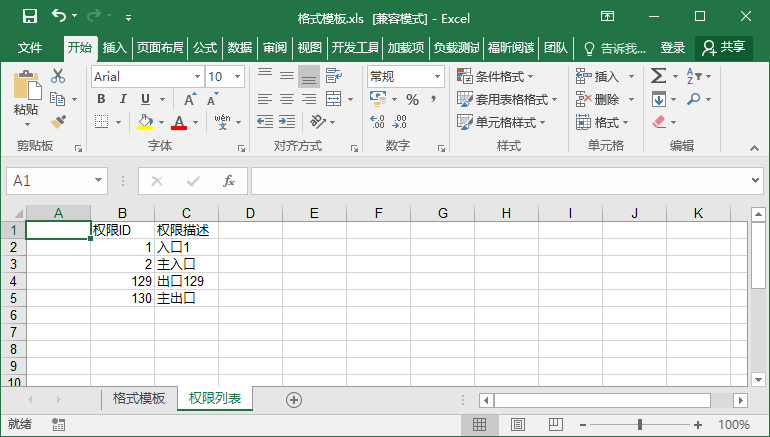 格式模板.xls [兼容模式] - Excel
文件 开始 插入 页面布局 公式 数据 审阅 视图 开发工具 加载项 负载测试 福昕阅读 团队 告诉我... 登录 共享
粘贴 Arial 10 常规 条件格式 插入
B I U A A % , 套用表格格式 删除
A wén 文 .0 .00 .00 .0 单元格样式 格式
剪贴板 字体 对齐方式 数字 样式 单元格 编辑
A1 fx
A B C D E F G H I J K
1 权限ID 权限描述
2 1 入口1
3 2 主入口
4 129 出口129
5 130 主出口
6
7
8
9
10
格式模板 权限列表
就绪 100%